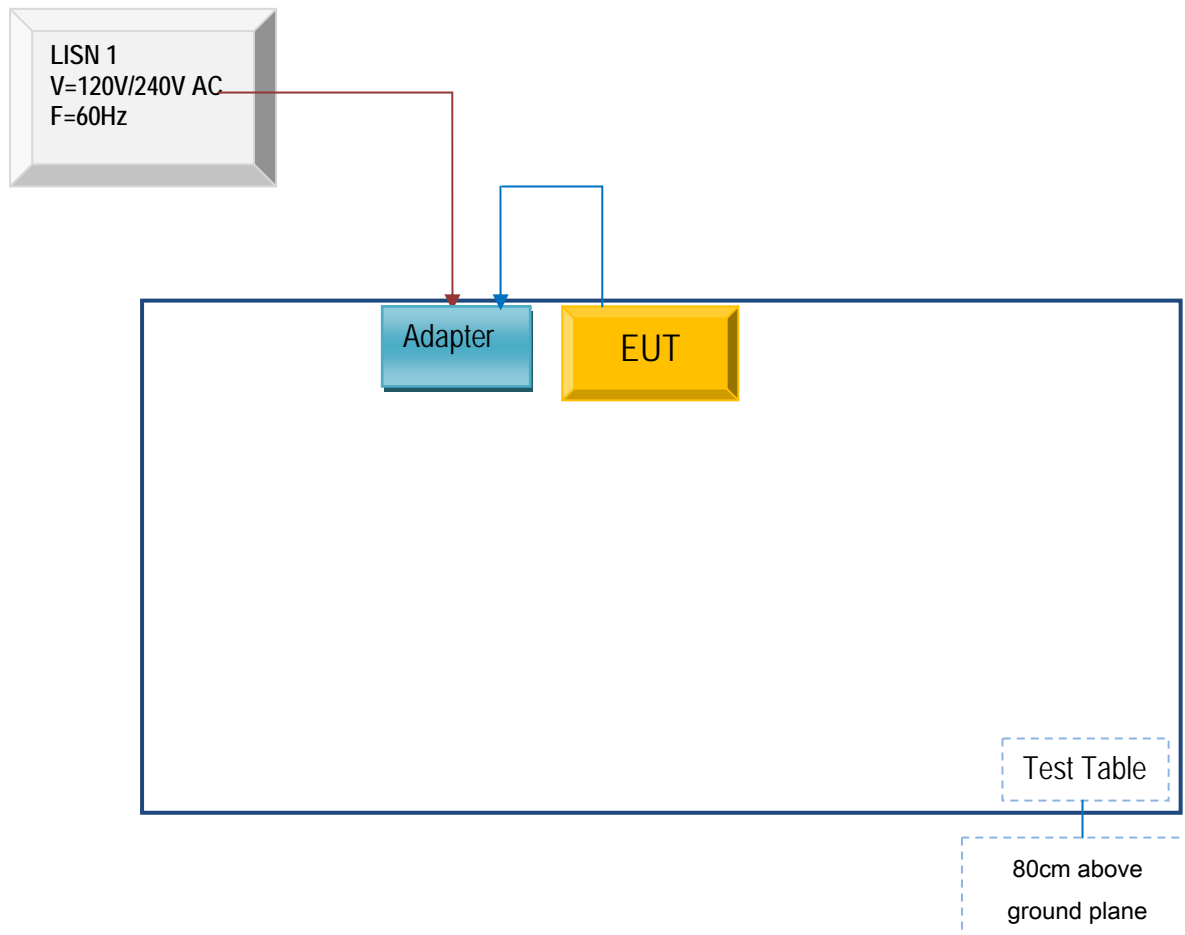 LISN 1
V=120V/240V AC
F=60Hz
Adapter
EUT
Test Table
80cm above
ground plane